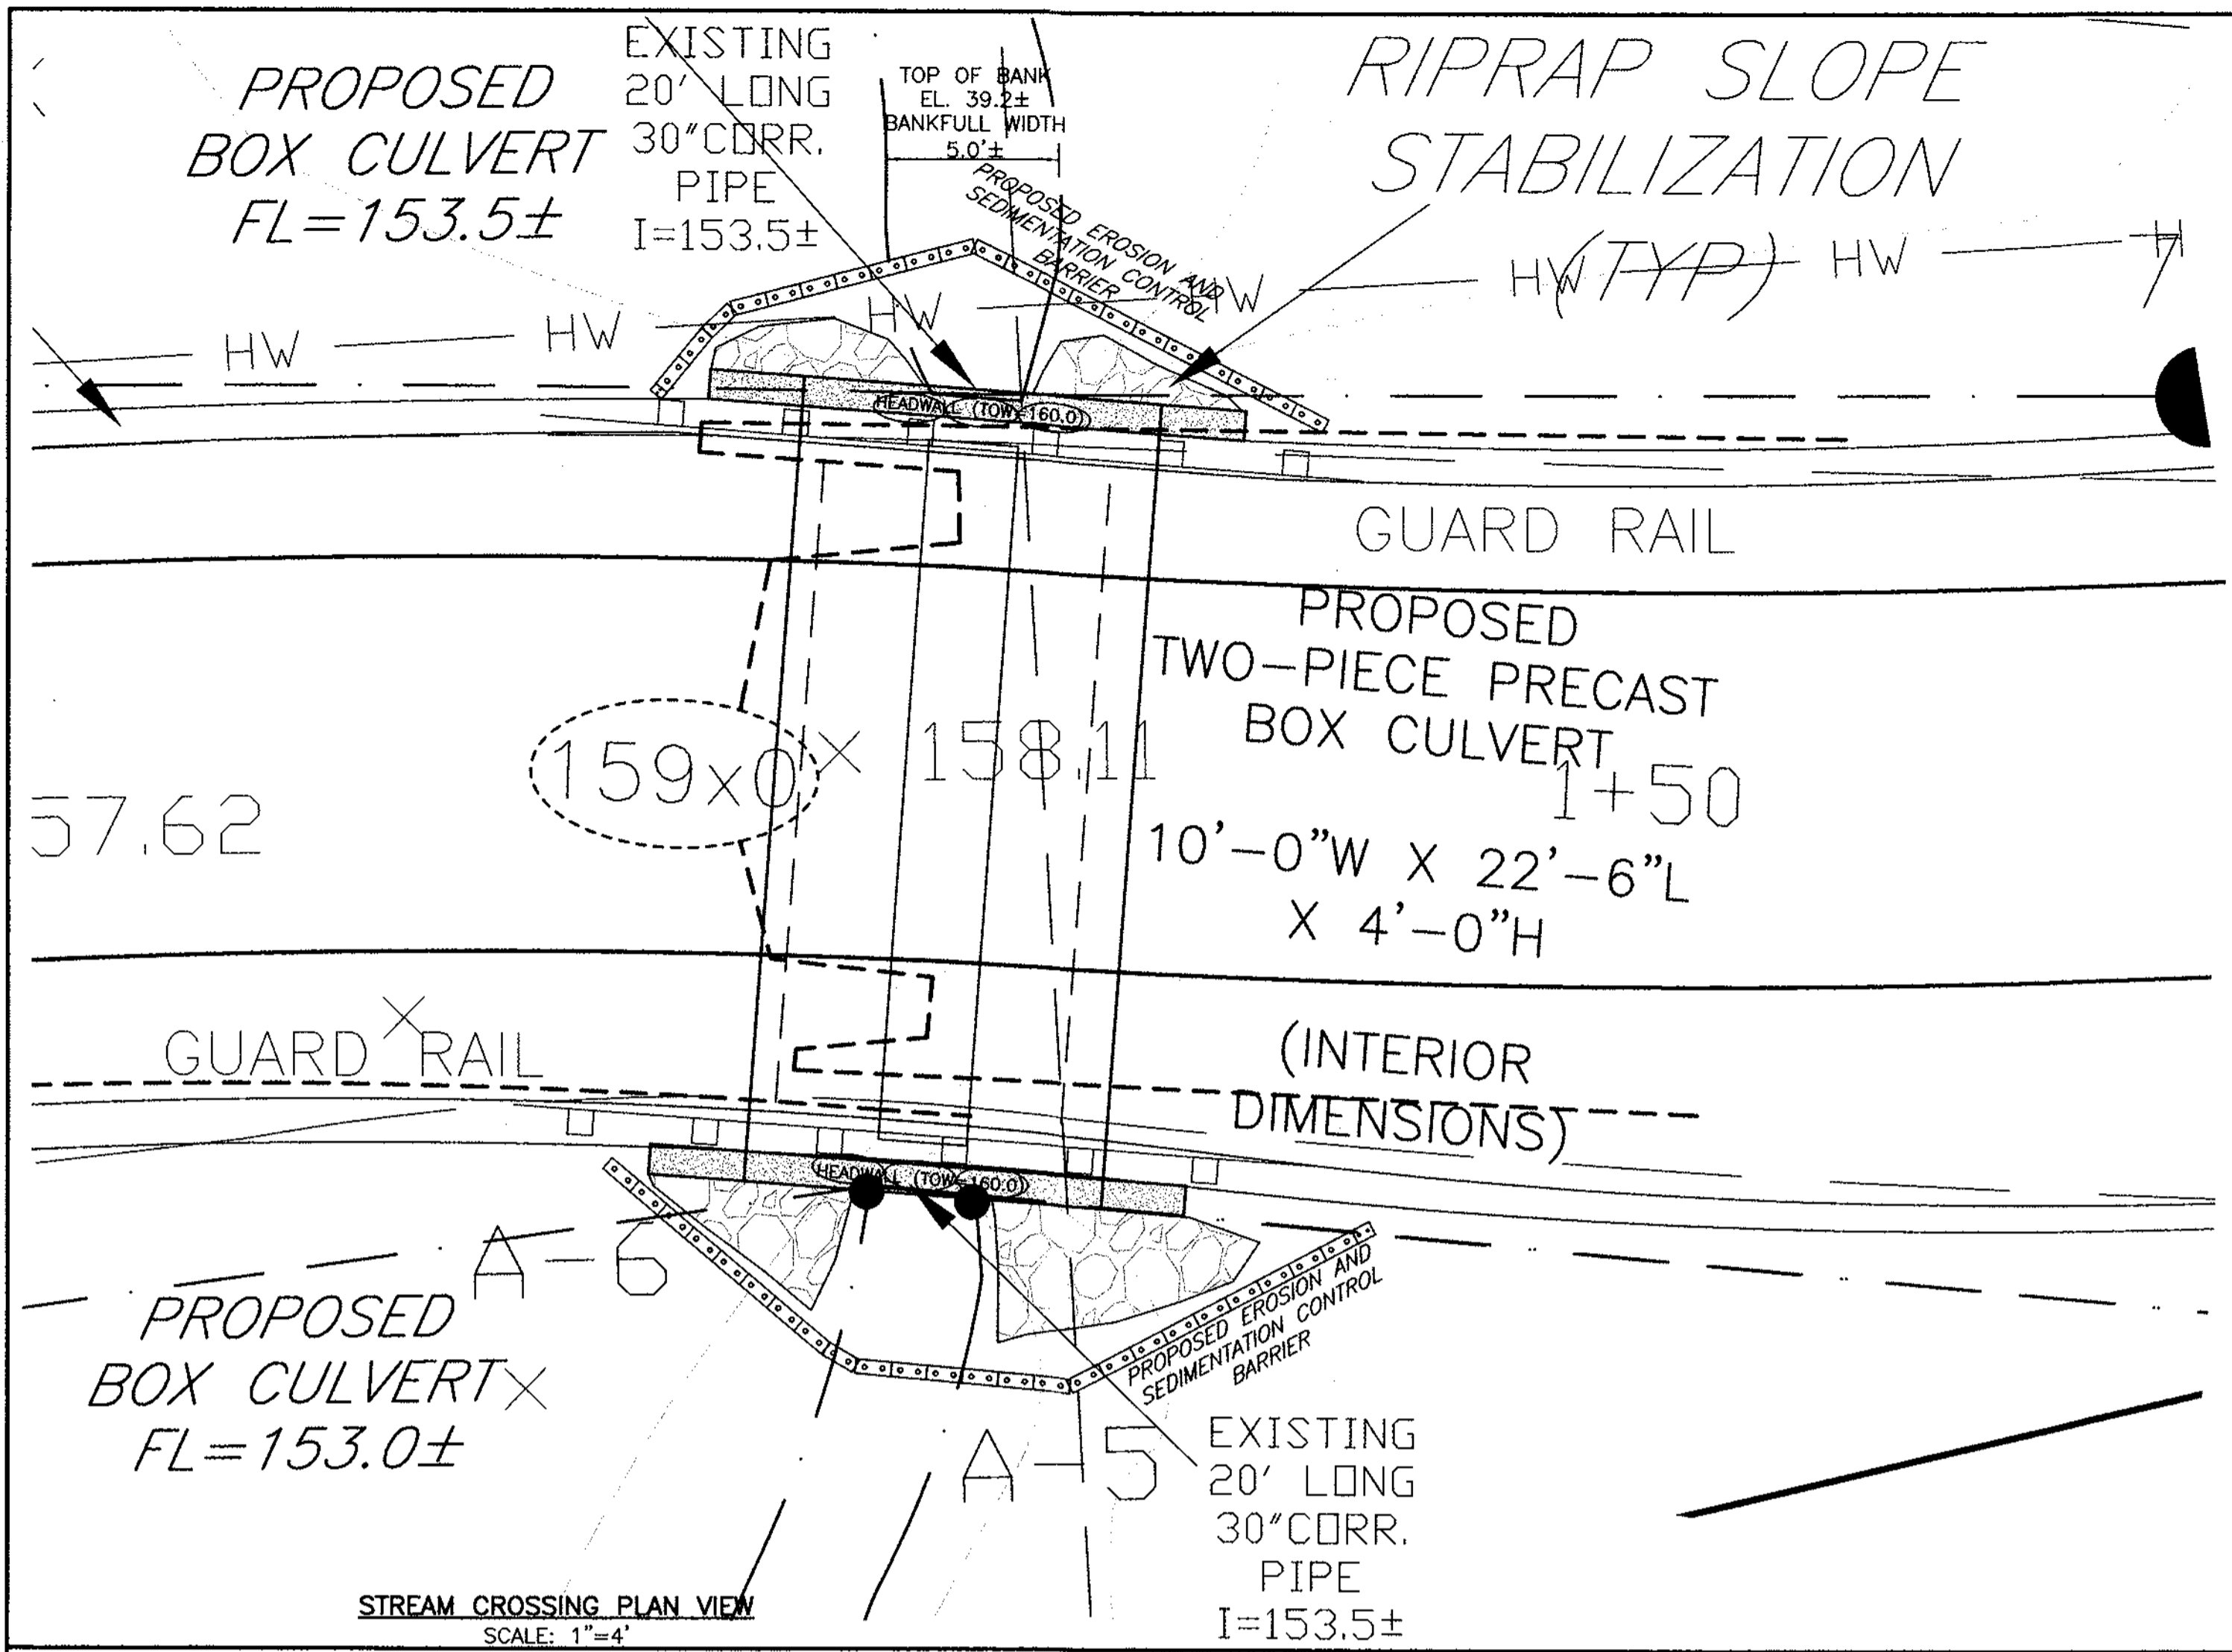 PROPOSED
BOX CULVERT
FL=153.5±
EXISTING
20' LONG
30"CORR.
PIPE
I=153.5±
TOP OF BANK
EL. 39.2±
BANKFULL WIDTH
5.0'±
RIPRAP SLOPE
STABILIZATION
(TYP)
PROPOSED EROSION AND
SEDIMENTATION CONTROL
BARRIER
HW
HW
HW
HW
HW
HW
H
HEADWALL (TOW=160.0)
GUARD RAIL
PROPOSED
TWO-PIECE PRECAST
BOX CULVERT
159x0
X 158.11
1+50
57.62
10'-0"W X 22'-6"L
X 4'-0"H
GUARD RAIL
(INTERIOR
DIMENSIONS)
HEADWALL (TOW=160.0)
A-6
PROPOSED
BOX CULVERT
FL=153.0±
PROPOSED EROSION AND
SEDIMENTATION CONTROL
BARRIER
A-5
EXISTING
20' LONG
30"CORR.
PIPE
I=153.5±
STREAM CROSSING PLAN VIEW
SCALE: 1"=4'